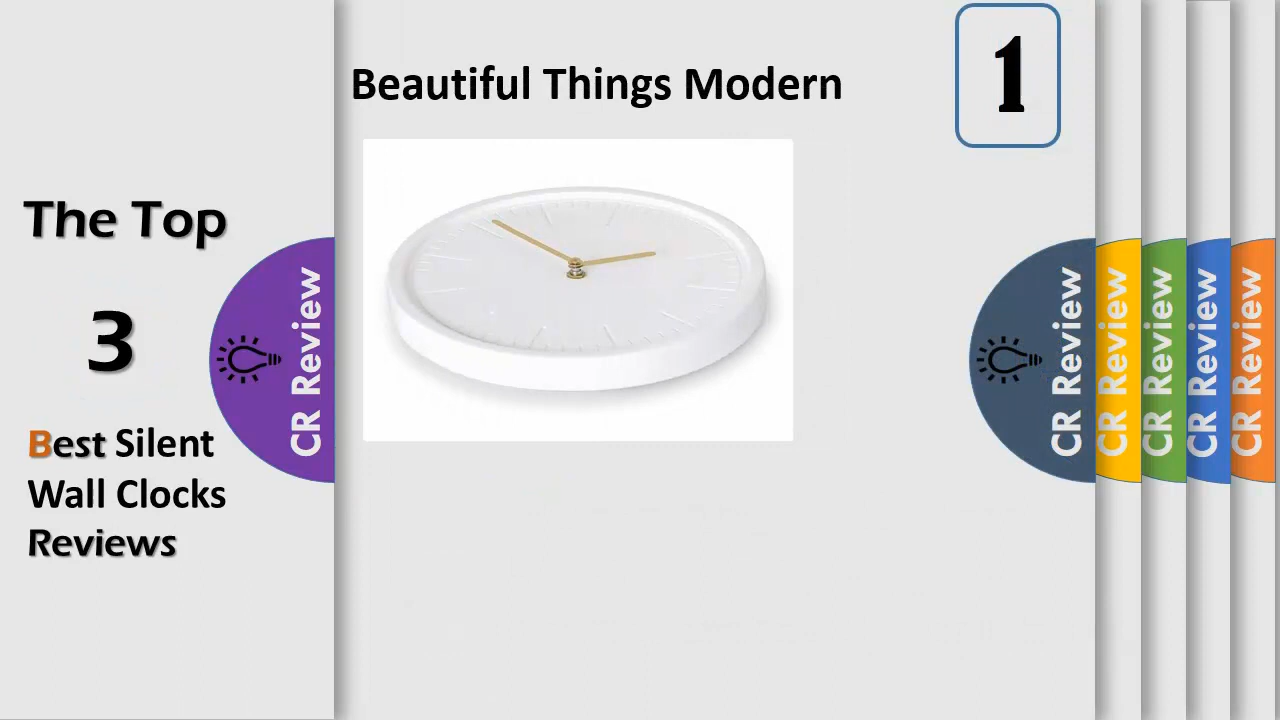 The Top
3
Best Silent
Wall Clocks
Reviews
CR Review
Beautiful Things Modern
1
CR Review
CR Review
CR Review
CR Review
CR Review